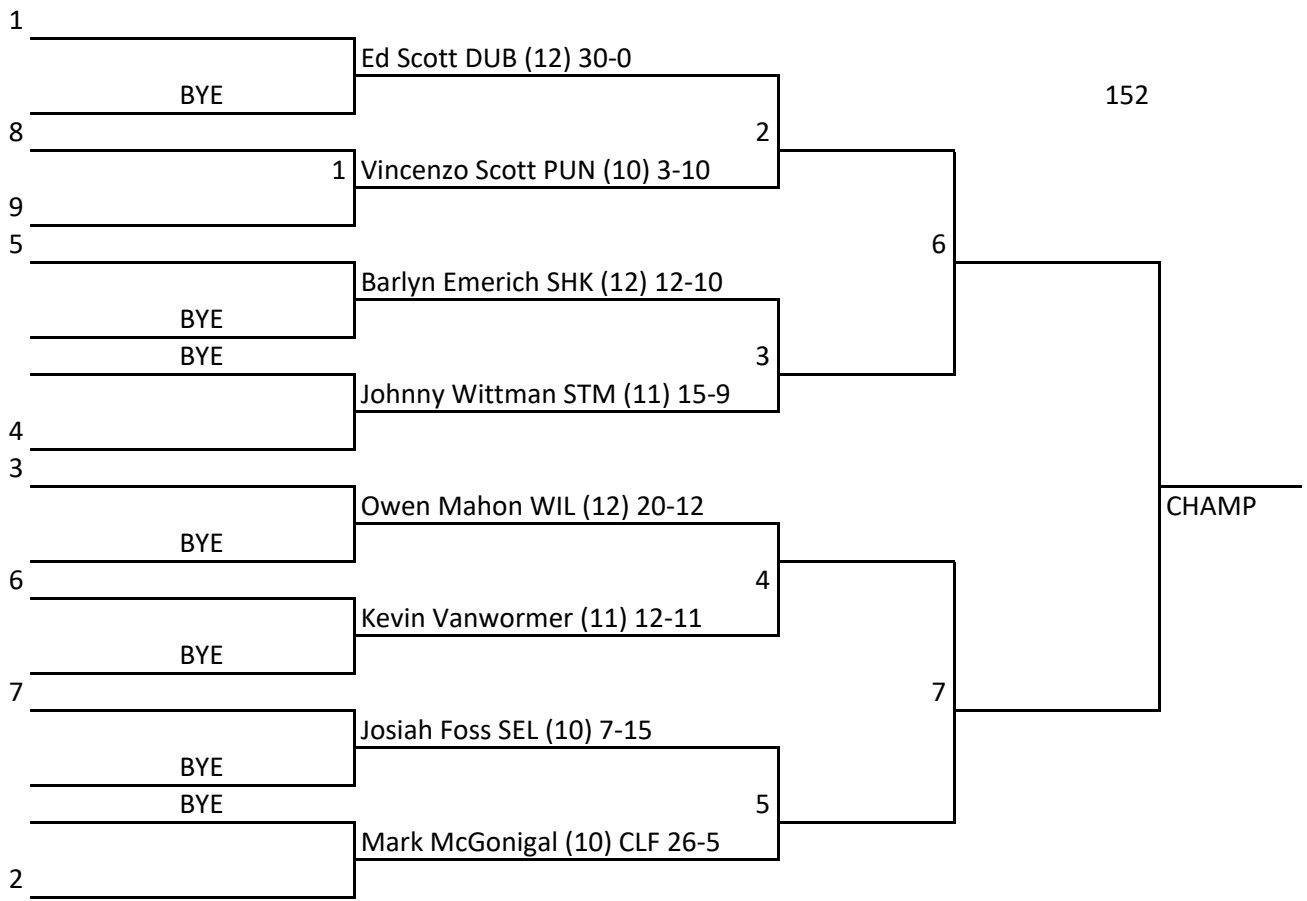 1
Ed Scott DUB (12) 30-0
BYE
152
8
2
1 Vincenzo Scott PUN (10) 3-10
9
5
6
Barlyn Emerich SHK (12) 12-10
BYE
BYE
3
Johnny Wittman STM (11) 15-9
4
3
Owen Mahon WIL (12) 20-12
CHAMP
BYE
6
4
Kevin Vanwormer (11) 12-11
BYE
7
7
Josiah Foss SEL (10) 7-15
BYE
BYE
5
Mark McGonigal (10) CLF 26-5
2